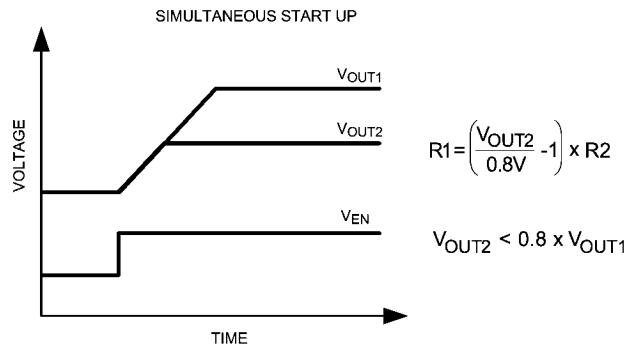 SIMULTANEOUS START UP
VOLTAGE
VOUT1
VOUT2
VEN
TIME
R1=(VOUT2/0.8V -1) x R2
VOUT2 < 0.8 x VOUT1